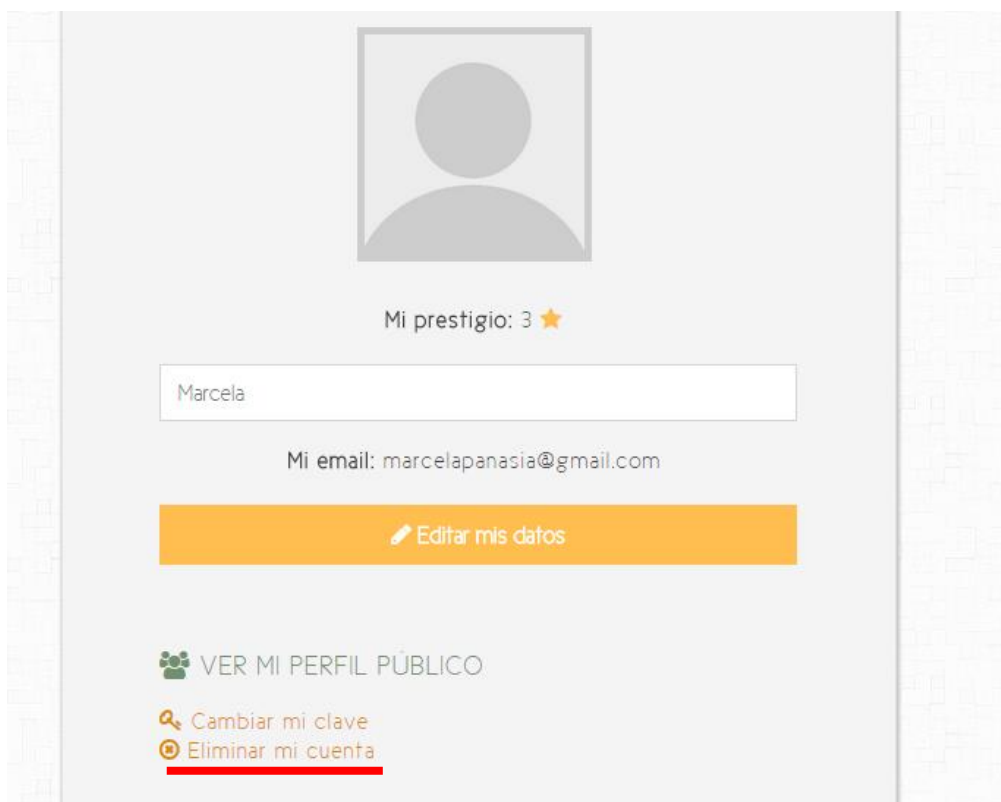 Mi prestigio: 3
Marcela
Mi email: marcelapanasia@gmail.com
Editar mis datos
VER MI PERFIL PÚBLICO
Cambiar mi clave
Eliminar mi cuenta